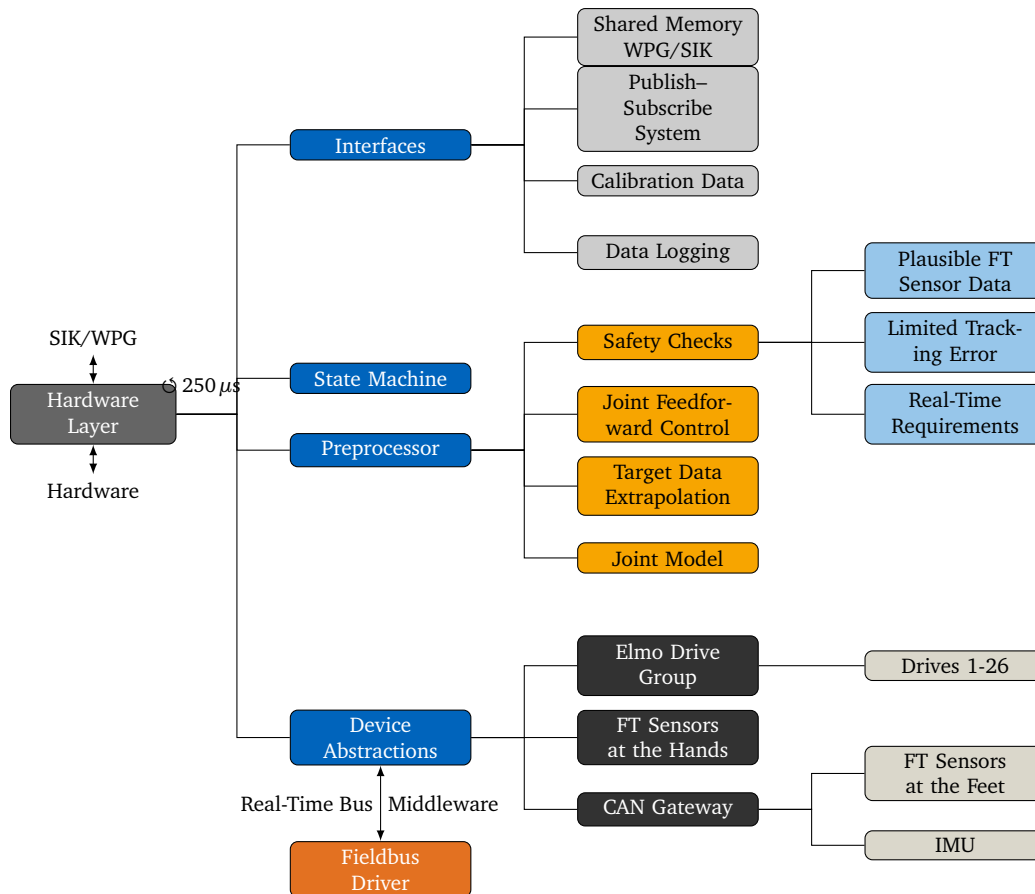 Shared Memory
WPG/SIK
Publish–
Subscribe
System
Interfaces
Calibration Data
Data Logging
Plausible FT
Sensor Data
SIK/WPG
Safety Checks
Limited Track-
ing Error
↺ 250 μs
State Machine
Hardware
Layer
Joint Feedfor-
ward Control
Real-Time
Requirements
Preprocessor
Hardware
Target Data
Extrapolation
Joint Model
Elmo Drive
Group
Drives 1-26
Device
Abstractions
FT Sensors
at the Hands
FT Sensors
at the Feet
Real-Time Bus Middleware
CAN Gateway
IMU
Fieldbus
Driver